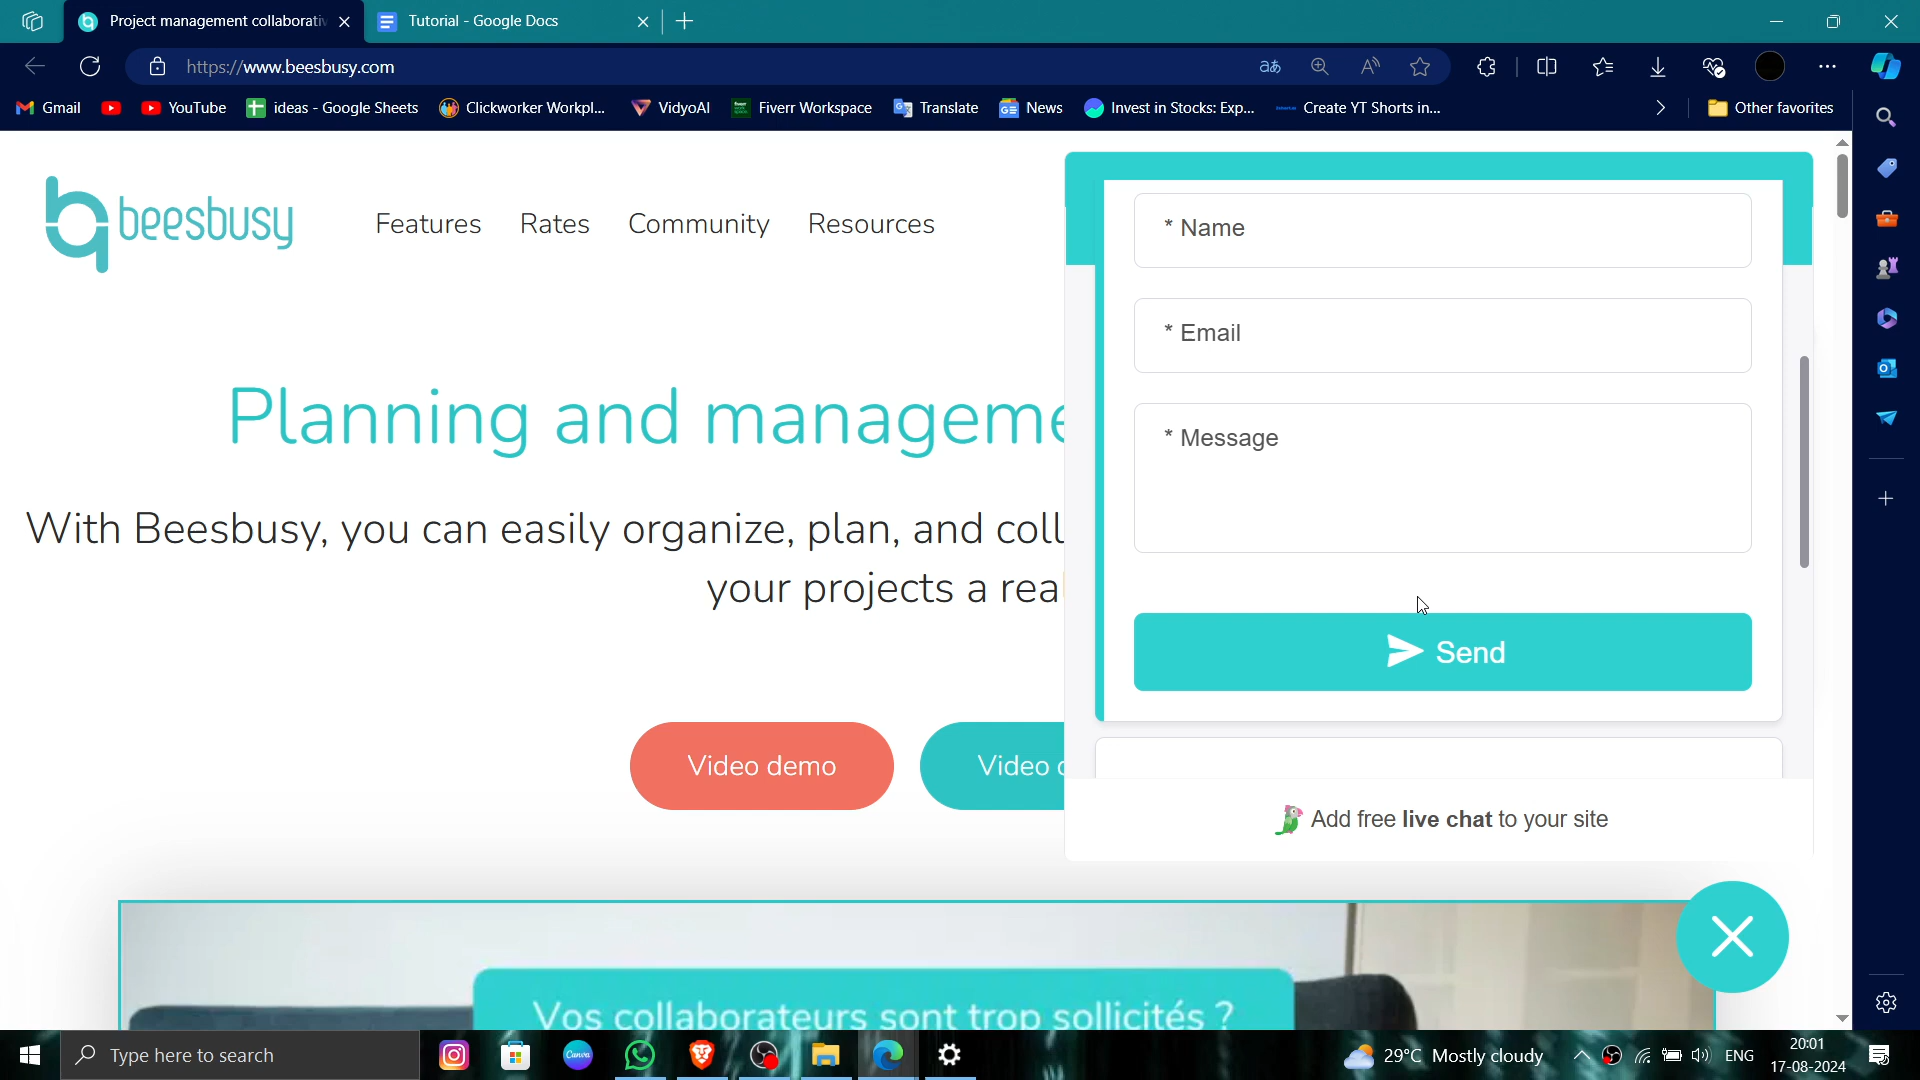 Project management collaborativ
Tutorial - Google Docs
https://www.beesbusy.com
Gmail
YouTube
ideas - Google Sheets
Clickworker Workpl...
VidyoAI
Fiverr Workspace
Translate
News
Invest in Stocks: Exp...
Create YT Shorts in...
Other favorites
beesbusy
Features
Rates
Community
Resources
* Name
* Email
* Message
Send
Planning and manageme
With Beesbusy, you can easily organize, plan, and coll
your projects a rea
Video demo
Video
Add free live chat to your site
Vos collaborateurs sont trop sollicités ?
Type here to search
Canva
29°C Mostly cloudy
ENG
20:01
17-08-2024